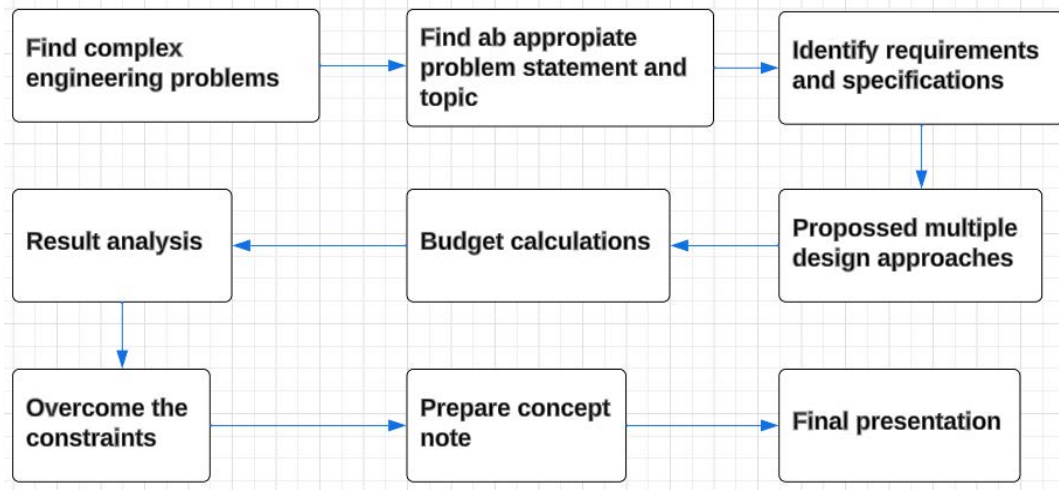 Find complex
engineering problems
Find ab appropiate
problem statement and
topic
Identify requirements
and specifications
Propossed multiple
design approaches
Budget calculations
Result analysis
Overcome the
constraints
Prepare concept
note
Final presentation